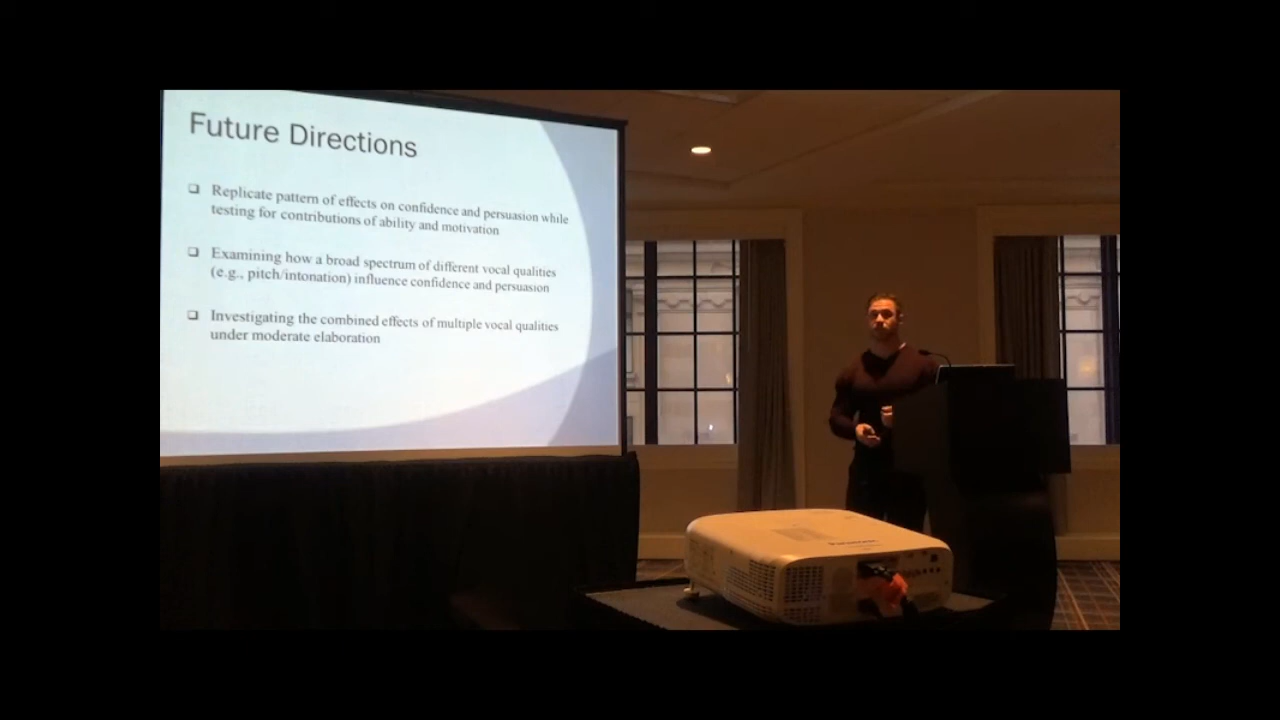 Future Directions
Replicate pattern of effects on confidence and persuasion while
testing for contributions of ability and motivation
Examining how a broad spectrum of different vocal qualities
(e.g., pitch/intonation) influence confidence and persuasion
Investigating the combined effects of multiple vocal qualities
under moderate elaboration
Panasonic